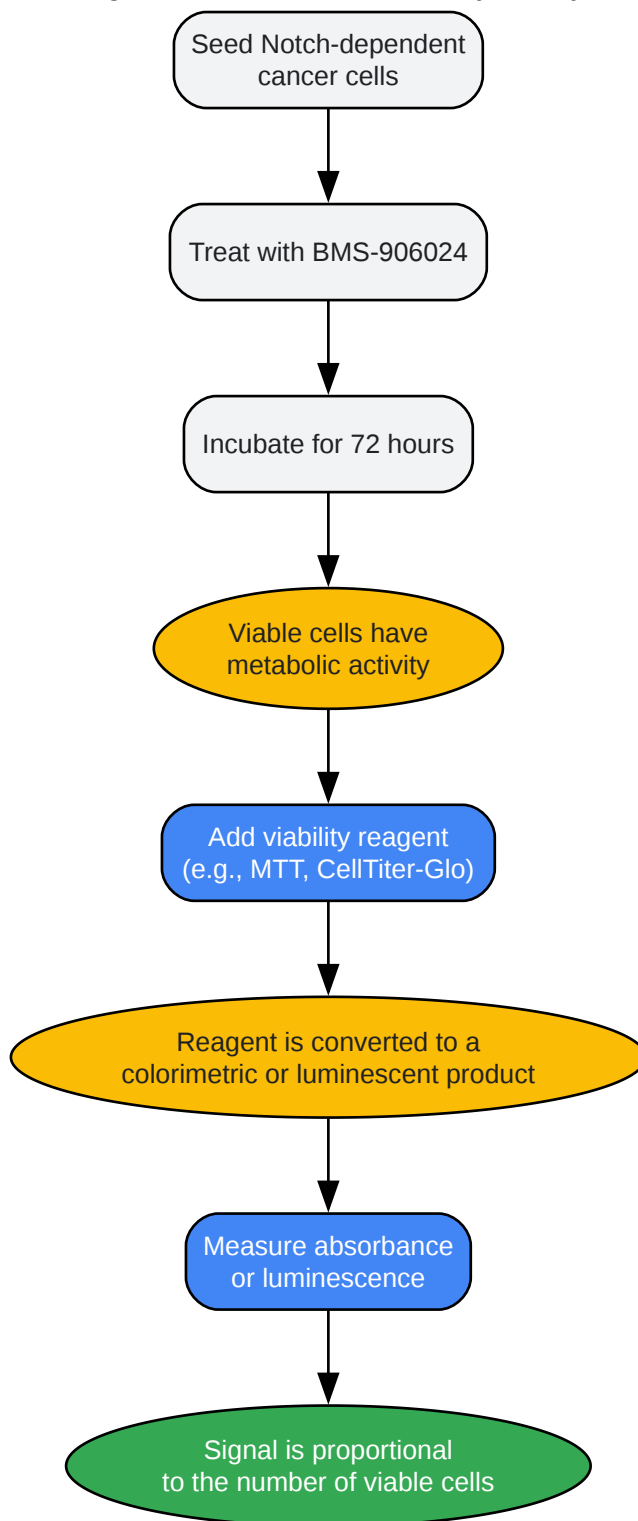 Seed Notch-dependent
cancer cells
Treat with BMS-906024
Incubate for 72 hours
Viable cells have
metabolic activity
Add viability reagent
(e.g., MTT, CellTiter-Glo)
Reagent is converted to a
colorimetric or luminescent product
Measure absorbance
or luminescence
Signal is proportional
to the number of viable cells